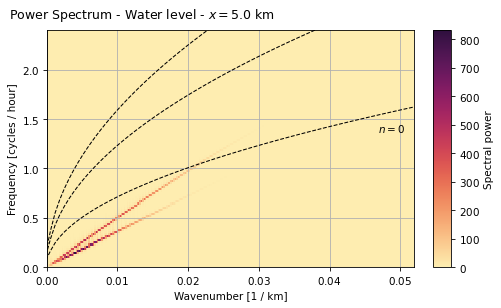 Power Spectrum - Water level - x = 5.0 km
800
700
600
500
400
300
200
100
0
Spectral power
2.0
1.5
1.0
0.5
0.0
Frequency [cycles / hour]
n = 0
0.00 0.01 0.02 0.03 0.04 0.05
Wavenumber [1 / km]